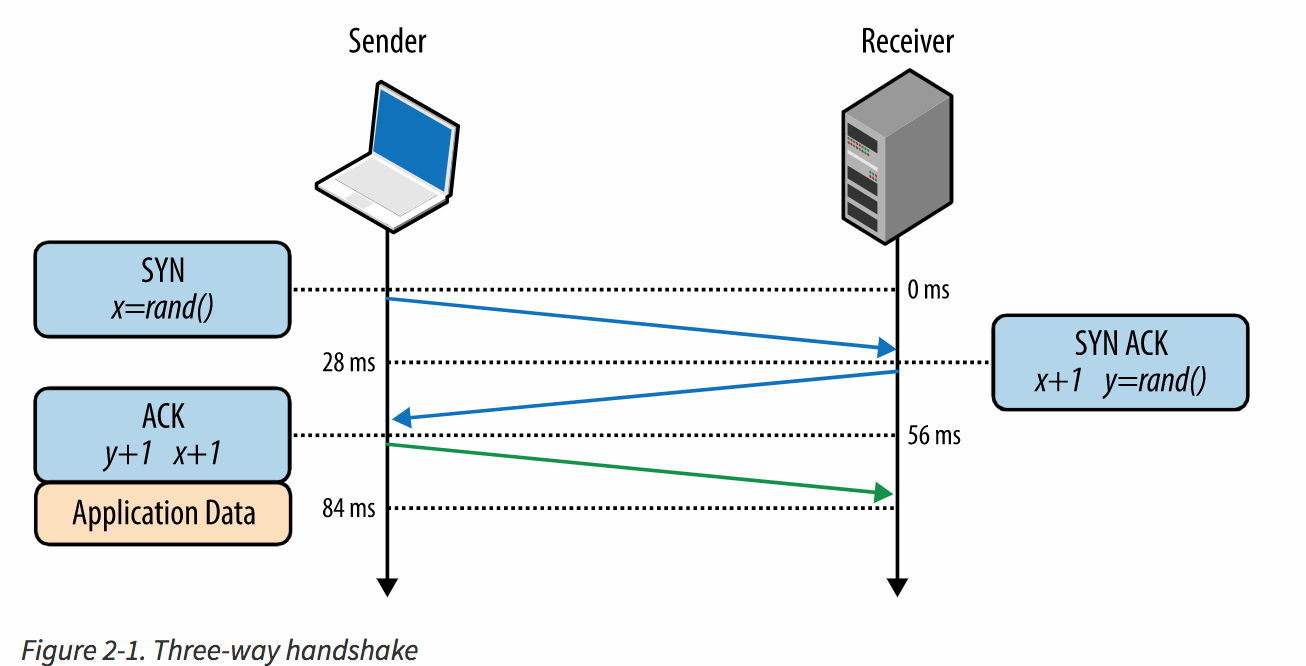 Sender
Receiver
SYN
x=rand()
0 ms
28 ms
SYN ACK
x+1 y=rand()
ACK
y+1 x+1
56 ms
Application Data
84 ms
Figure 2-1. Three-way handshake